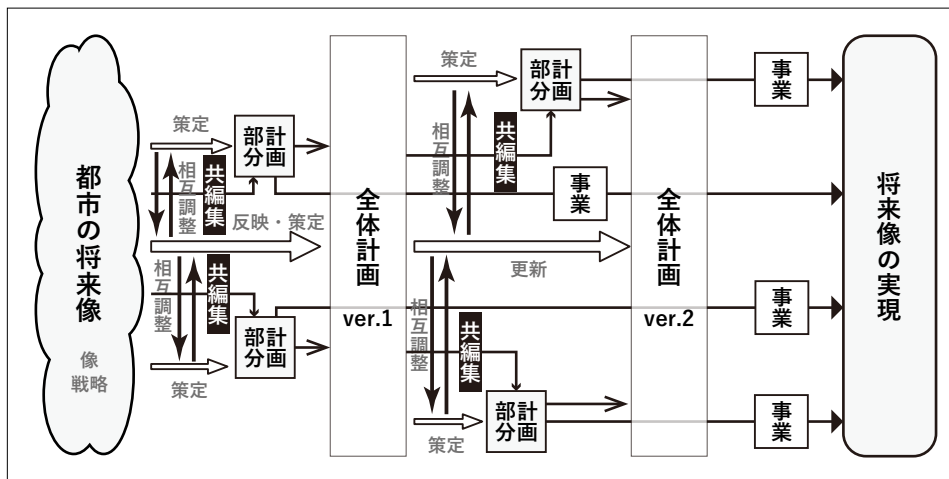 都市の将来像
像
戦略
策定
相互調整
共編集
部分
計画
反映・策定
相互調整
共編集
部分
計画
策定
全体計画
ver.1
策定
相互調整
共編集
部分
計画
事業
更新
相互調整
共編集
部分
計画
策定
全体計画
ver.2
事業
事業
事業
将来像の実現